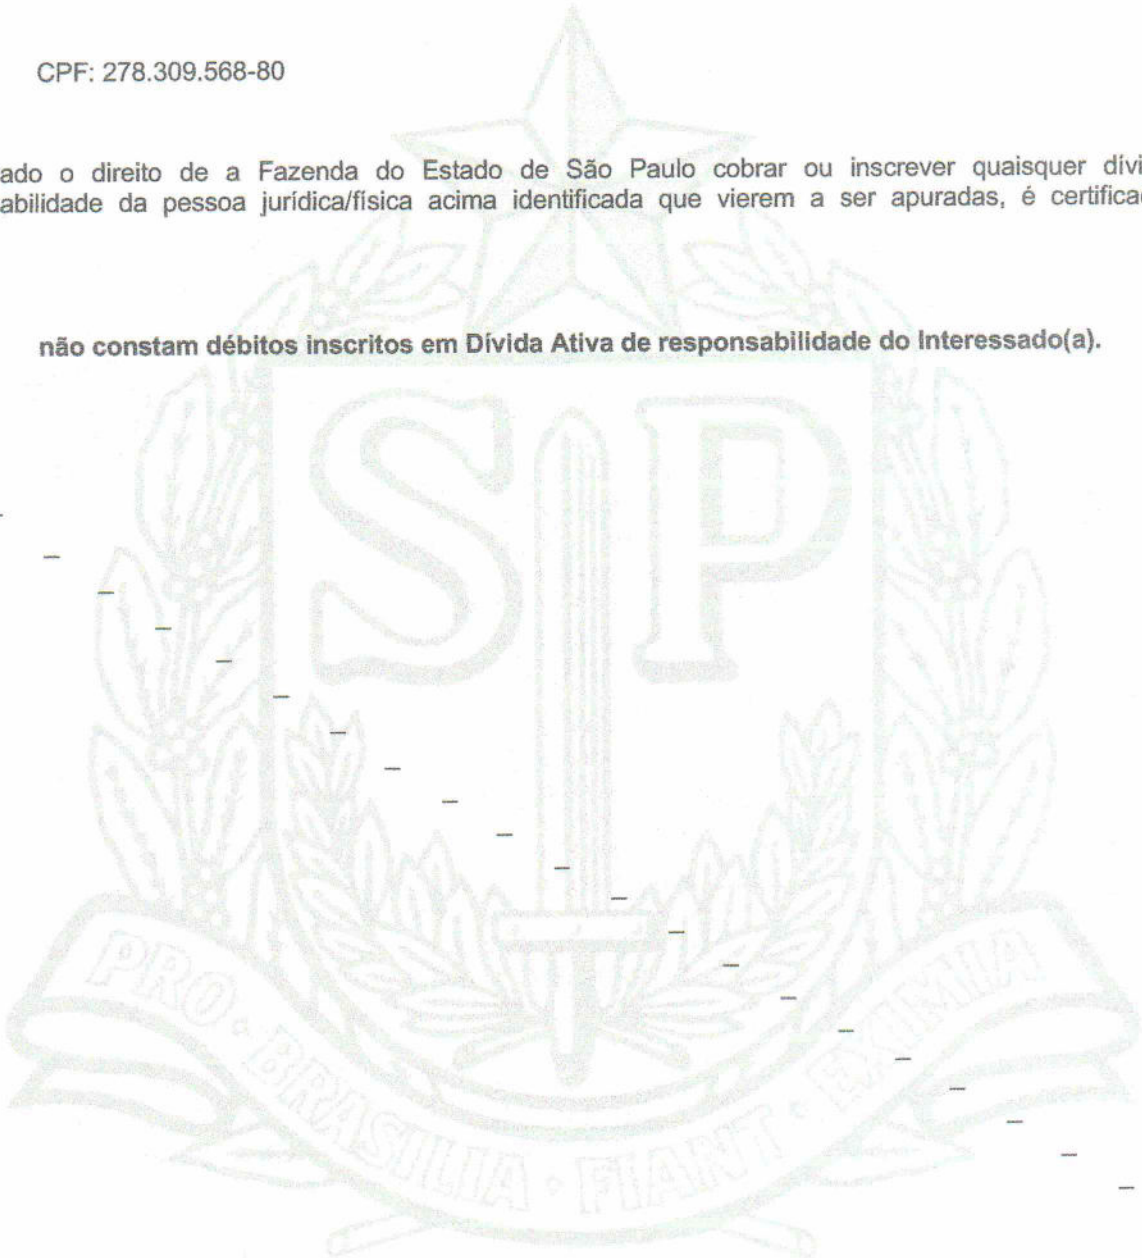 CPF: 278.309.568-80
ado o direito de a Fazenda do Estado de São Paulo cobrar ou inscrever quaisquer dívi
abilidade da pessoa jurídica/física acima identificada que vierem a ser apuradas, é certifica
não constam débitos inscritos em Dívida Ativa de responsabilidade do Interessado(a).
SP
PRO · BRASILIA · FIANT · EXIMIA